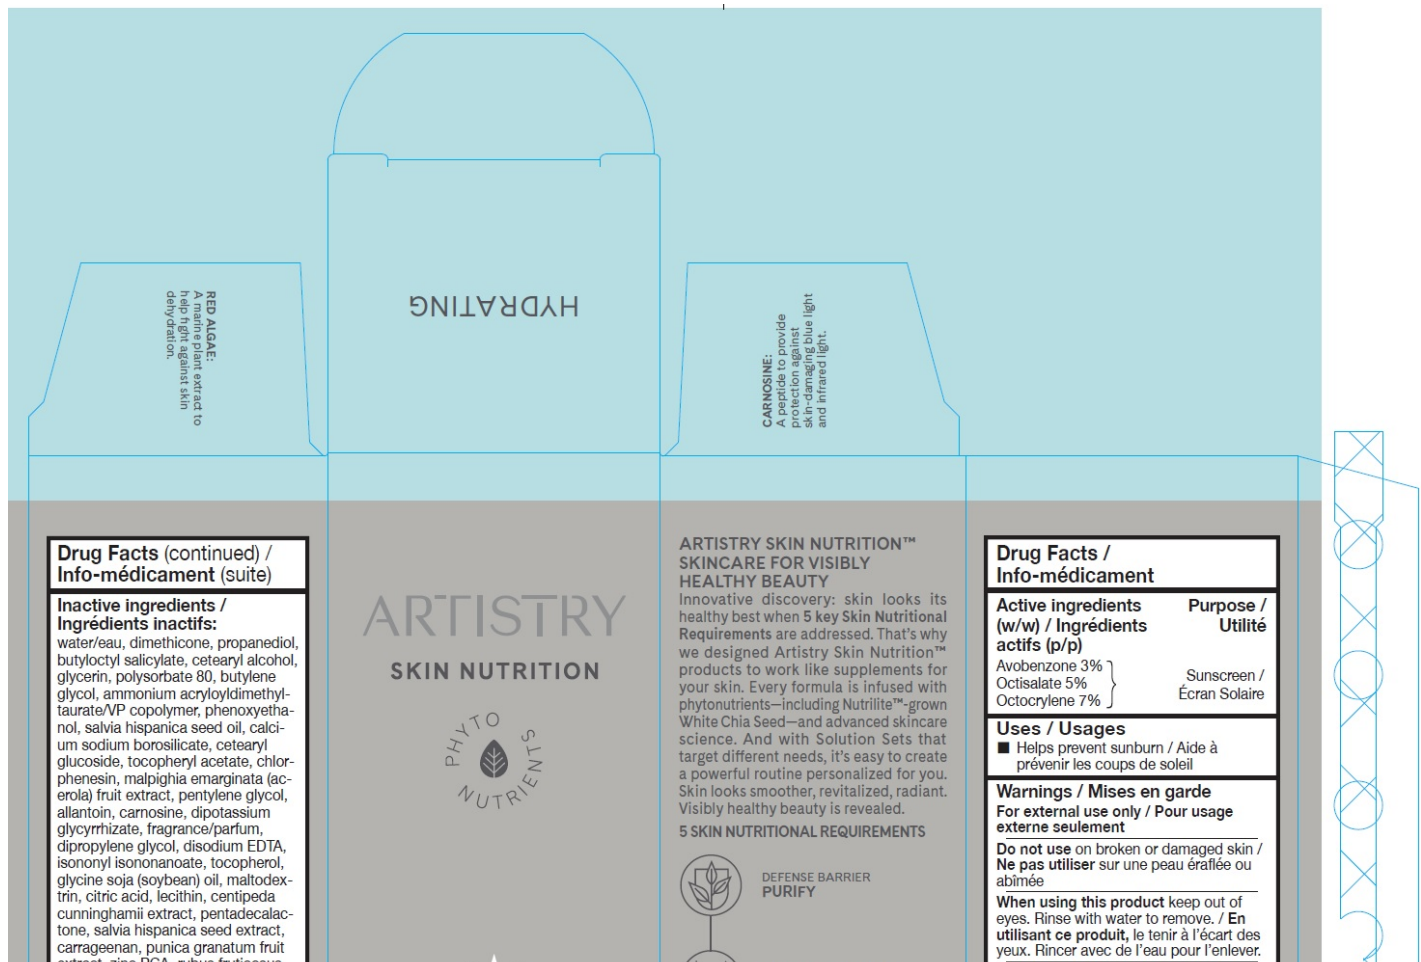 HYDRATING
RED ALGAE:
A marine plant extract to
help fight against skin
dehydration.
CARNOSINE:
A peptide to provide
protection against
skin-damaging blue light
and infrared light.
Drug Facts (continued) /
Info-médicament (suite)
Inactive ingredients /
Ingrédients inactifs:
water/eau, dimethicone, propanediol,
butyloctyl salicylate, cetearyl alcohol,
glycerin, polysorbate 80, butylene
glycol, ammonium acryloyldimethyl-
taurate/VP copolymer, phenoxyetha-
nol, salvia hispanica seed oil, calci-
um sodium borosilicate, cetearyl
glucoside, tocopheryl acetate, chlor-
phenesin, malpighia emarginata (ac-
erola) fruit extract, pentylene glycol,
allantoin, carnosine, dipotassium
glycyrrhizate, fragrance/parfum,
dipropylene glycol, disodium EDTA,
isononyl isononanoate, tocopherol,
glycine soja (soybean) oil, maltodex-
trin, citric acid, lecithin, centipeda
cunninghamii extract, pentadecalac-
tone, salvia hispanica seed extract,
carrageenan, punica granatum fruit
ARTISTRY
SKIN NUTRITION
PHYTO
NUTRIENTS
ARTISTRY SKIN NUTRITION™
SKINCARE FOR VISIBLY
HEALTHY BEAUTY
Innovative discovery: skin looks its
healthy best when 5 key Skin Nutritional
Requirements are addressed. That's why
we designed Artistry Skin Nutrition™
products to work like supplements for
your skin. Every formula is infused with
phytonutrients—including Nutrilite™-grown
White Chia Seed—and advanced skincare
science. And with Solution Sets that
target different needs, it's easy to create
a powerful routine personalized for you.
Skin looks smoother, revitalized, radiant.
Visibly healthy beauty is revealed.
5 SKIN NUTRITIONAL REQUIREMENTS
DEFENSE BARRIER
PURIFY
Drug Facts /
Info-médicament
Active ingredients
(w/w) / Ingrédients
actifs (p/p)
Purpose /
Utilité
Avobenzone 3%
Octisalate 5%
Octocrylene 7%
Sunscreen /
Écran Solaire
Uses / Usages
■ Helps prevent sunburn / Aide à
prévenir les coups de soleil
Warnings / Mises en garde
For external use only / Pour usage
externe seulement
Do not use on broken or damaged skin /
Ne pas utiliser sur une peau éraflée ou
abîmée
When using this product keep out of
eyes. Rinse with water to remove. / En
utilisant ce produit, le tenir à l'écart des
yeux. Rincer avec de l'eau pour l'enlever.